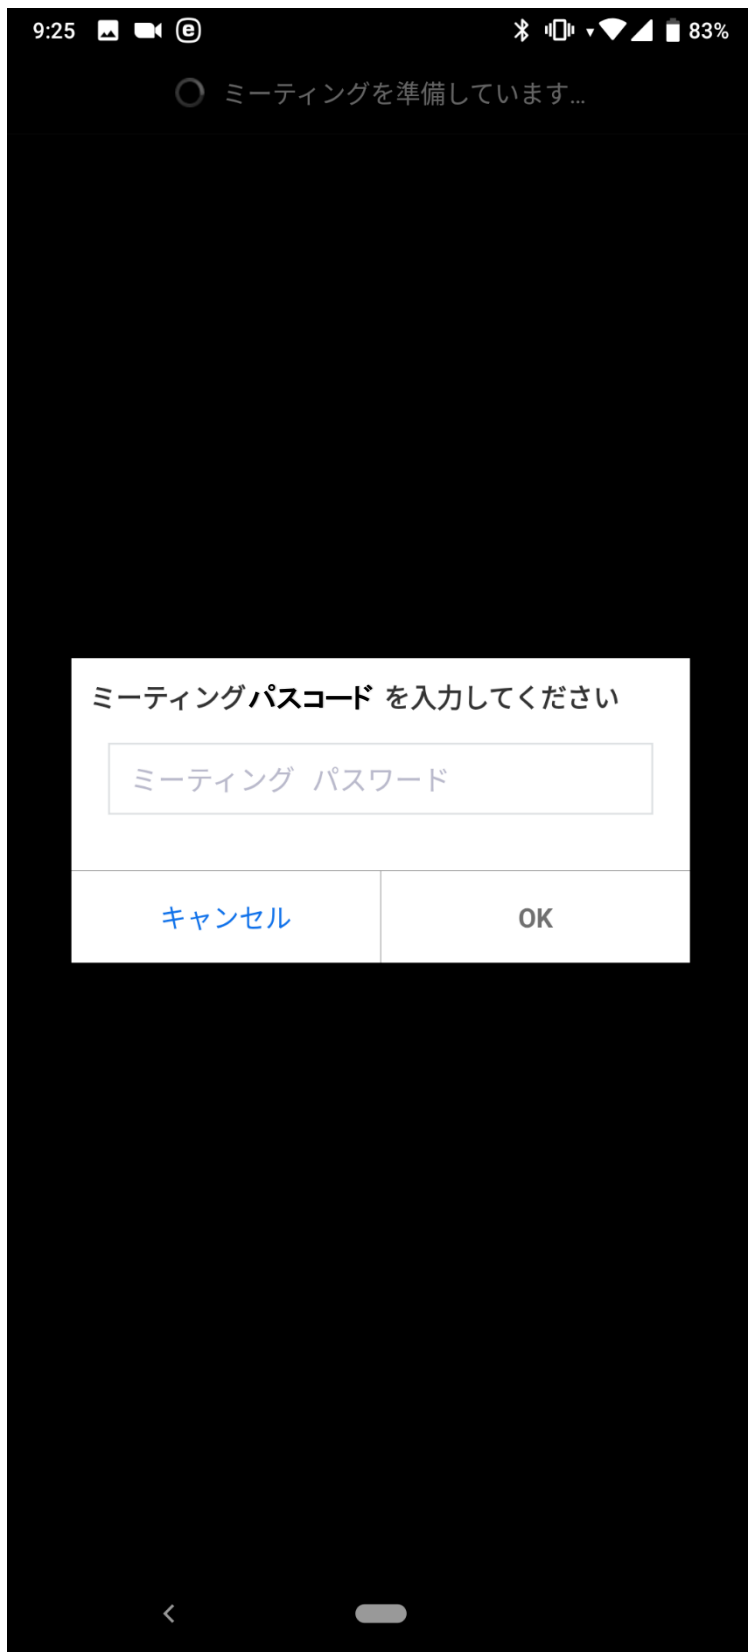 9:25 83%
ミーティングを準備しています...
ミーティングパスコード を入力してください
ミーティング パスワード
キャンセル OK